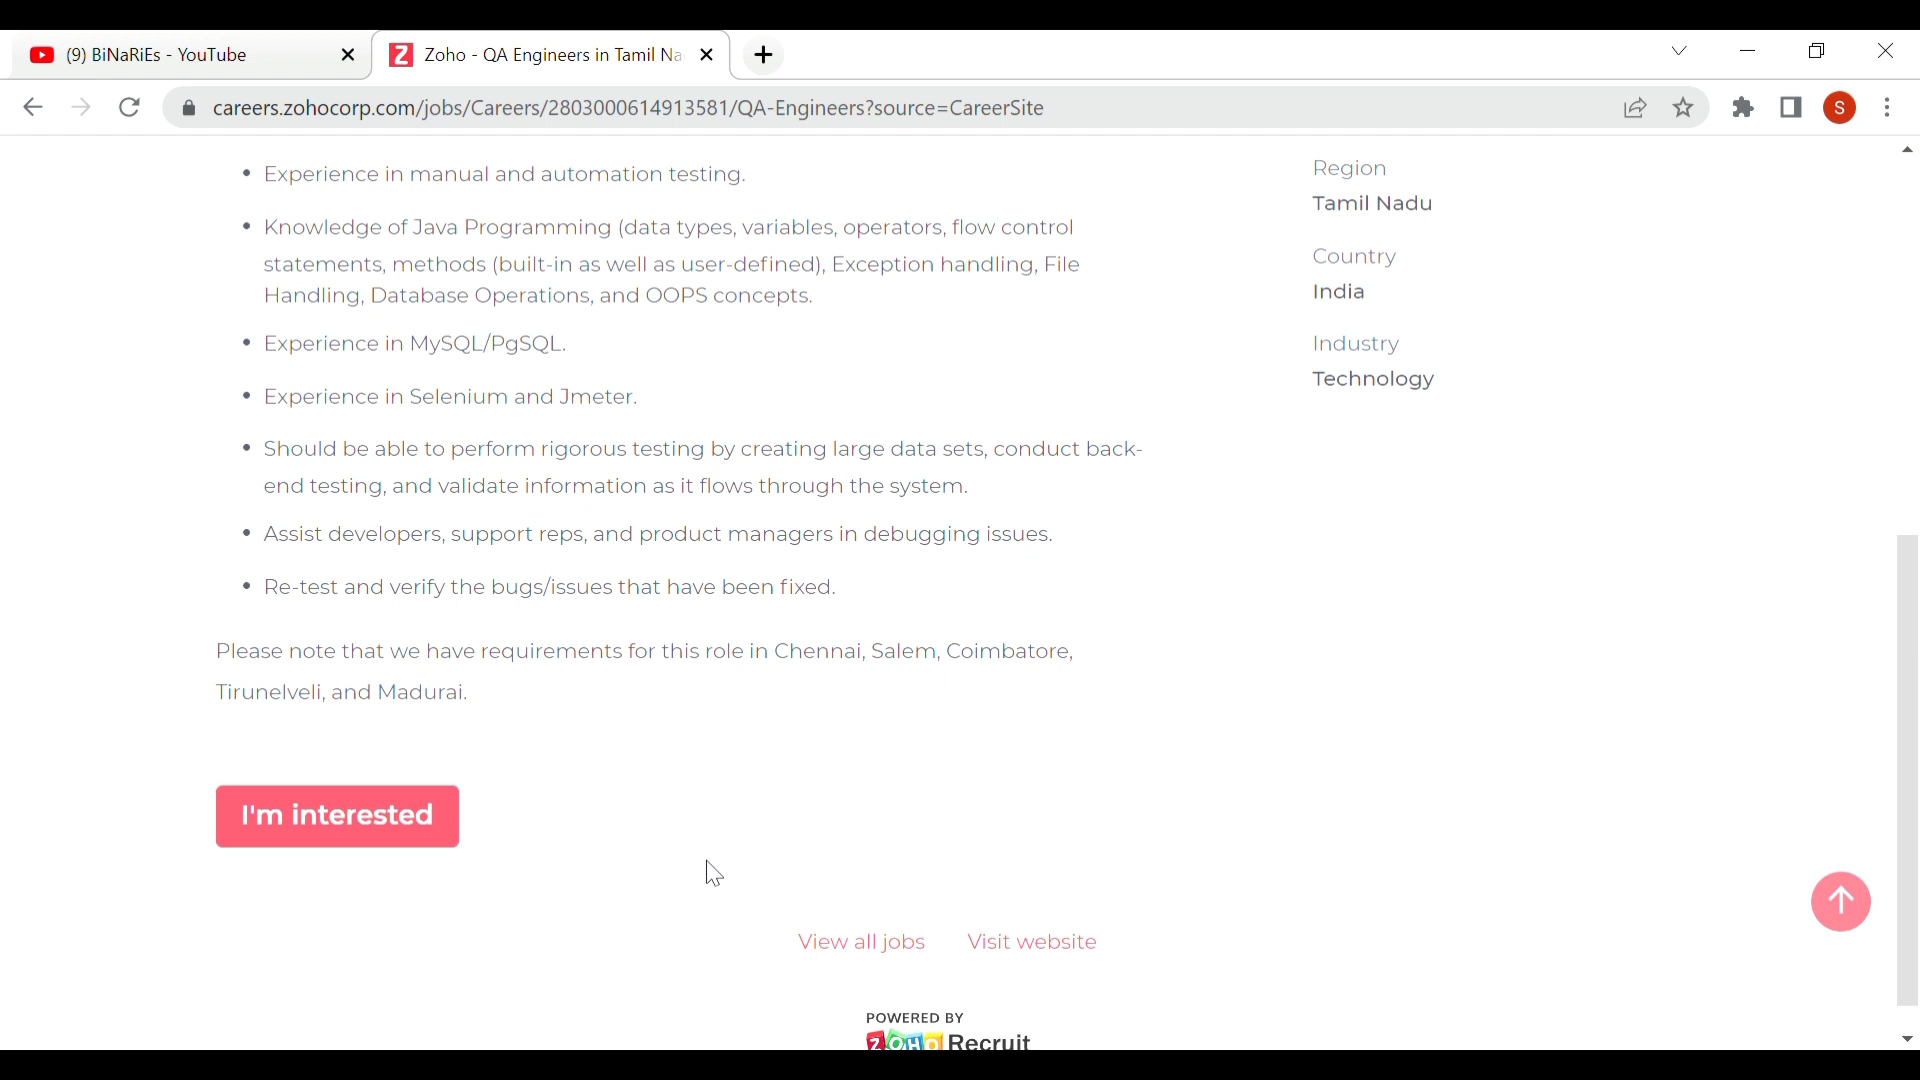 (9) BiNaRiEs - YouTube
Zoho - QA Engineers in Tamil Na
careers.zohocorp.com/jobs/Careers/2803000614913581/QA-Engineers?source=CareerSite
S
Experience in manual and automation testing.
Knowledge of Java Programming (data types, variables, operators, flow control
statements, methods (built-in as well as user-defined), Exception handling, File
Handling, Database Operations, and OOPS concepts.
Experience in MySQL/PgSQL.
Experience in Selenium and Jmeter.
Should be able to perform rigorous testing by creating large data sets, conduct back-
end testing, and validate information as it flows through the system.
Assist developers, support reps, and product managers in debugging issues.
Re-test and verify the bugs/issues that have been fixed.
Please note that we have requirements for this role in Chennai, Salem, Coimbatore,
Tirunelveli, and Madurai.
I'm interested
Region
Tamil Nadu
Country
India
Industry
Technology
View all jobs
Visit website
POWERED BY
ZOHO Recruit